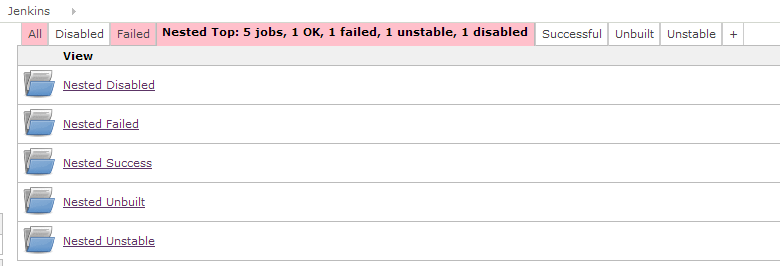 Jenkins
All Disabled Failed Nested Top: 5 jobs, 1 OK, 1 failed, 1 unstable, 1 disabled Successful Unbuilt Unstable +
View
Nested Disabled
Nested Failed
Nested Success
Nested Unbuilt
Nested Unstable